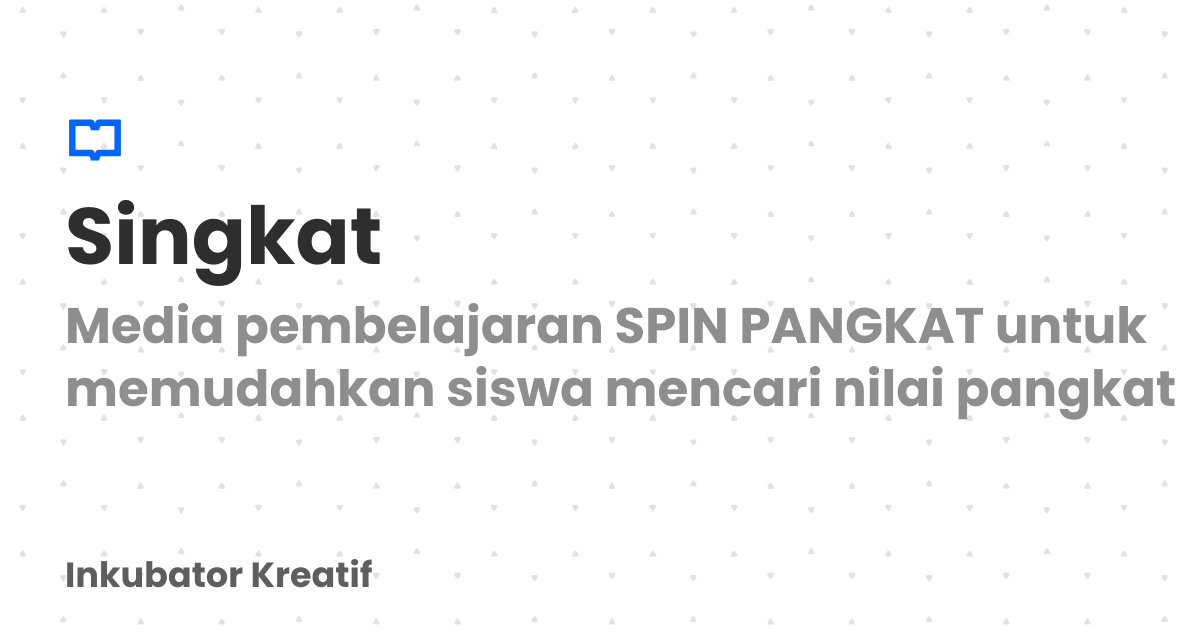 Singkat
Media pembelajaran SPIN PANGKAT untuk
memudahkan siswa mencari nilai pangkat
Inkubator Kreatif